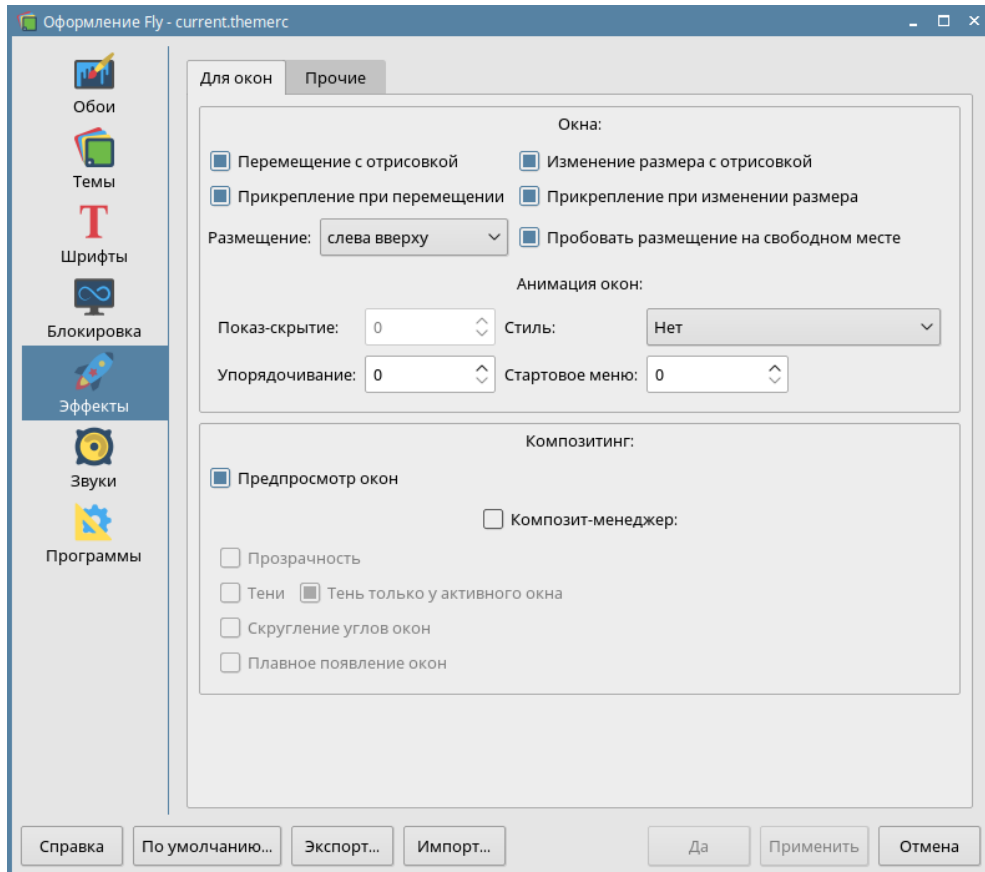 Оформление Fly - current.themerc
Обои
Темы
Шрифты
Блокировка
Эффекты
Звуки
Программы
Для окон Прочие
Окна:
Перемещение с отрисовкой Изменение размера с отрисовкой
Прикрепление при перемещении Прикрепление при изменении размера
Размещение: слева вверху Пробовать размещение на свободном месте
Анимация окон:
Показ-скрытие: 0 Стиль: Нет
Упорядочивание: 0 Стартовое меню: 0
Композитинг:
Предпросмотр окон
Композит-менеджер:
Прозрачность
Тени Тень только у активного окна
Скругление углов окон
Плавное появление окон
Справка По умолчанию... Экспорт... Импорт... Да Применить Отмена